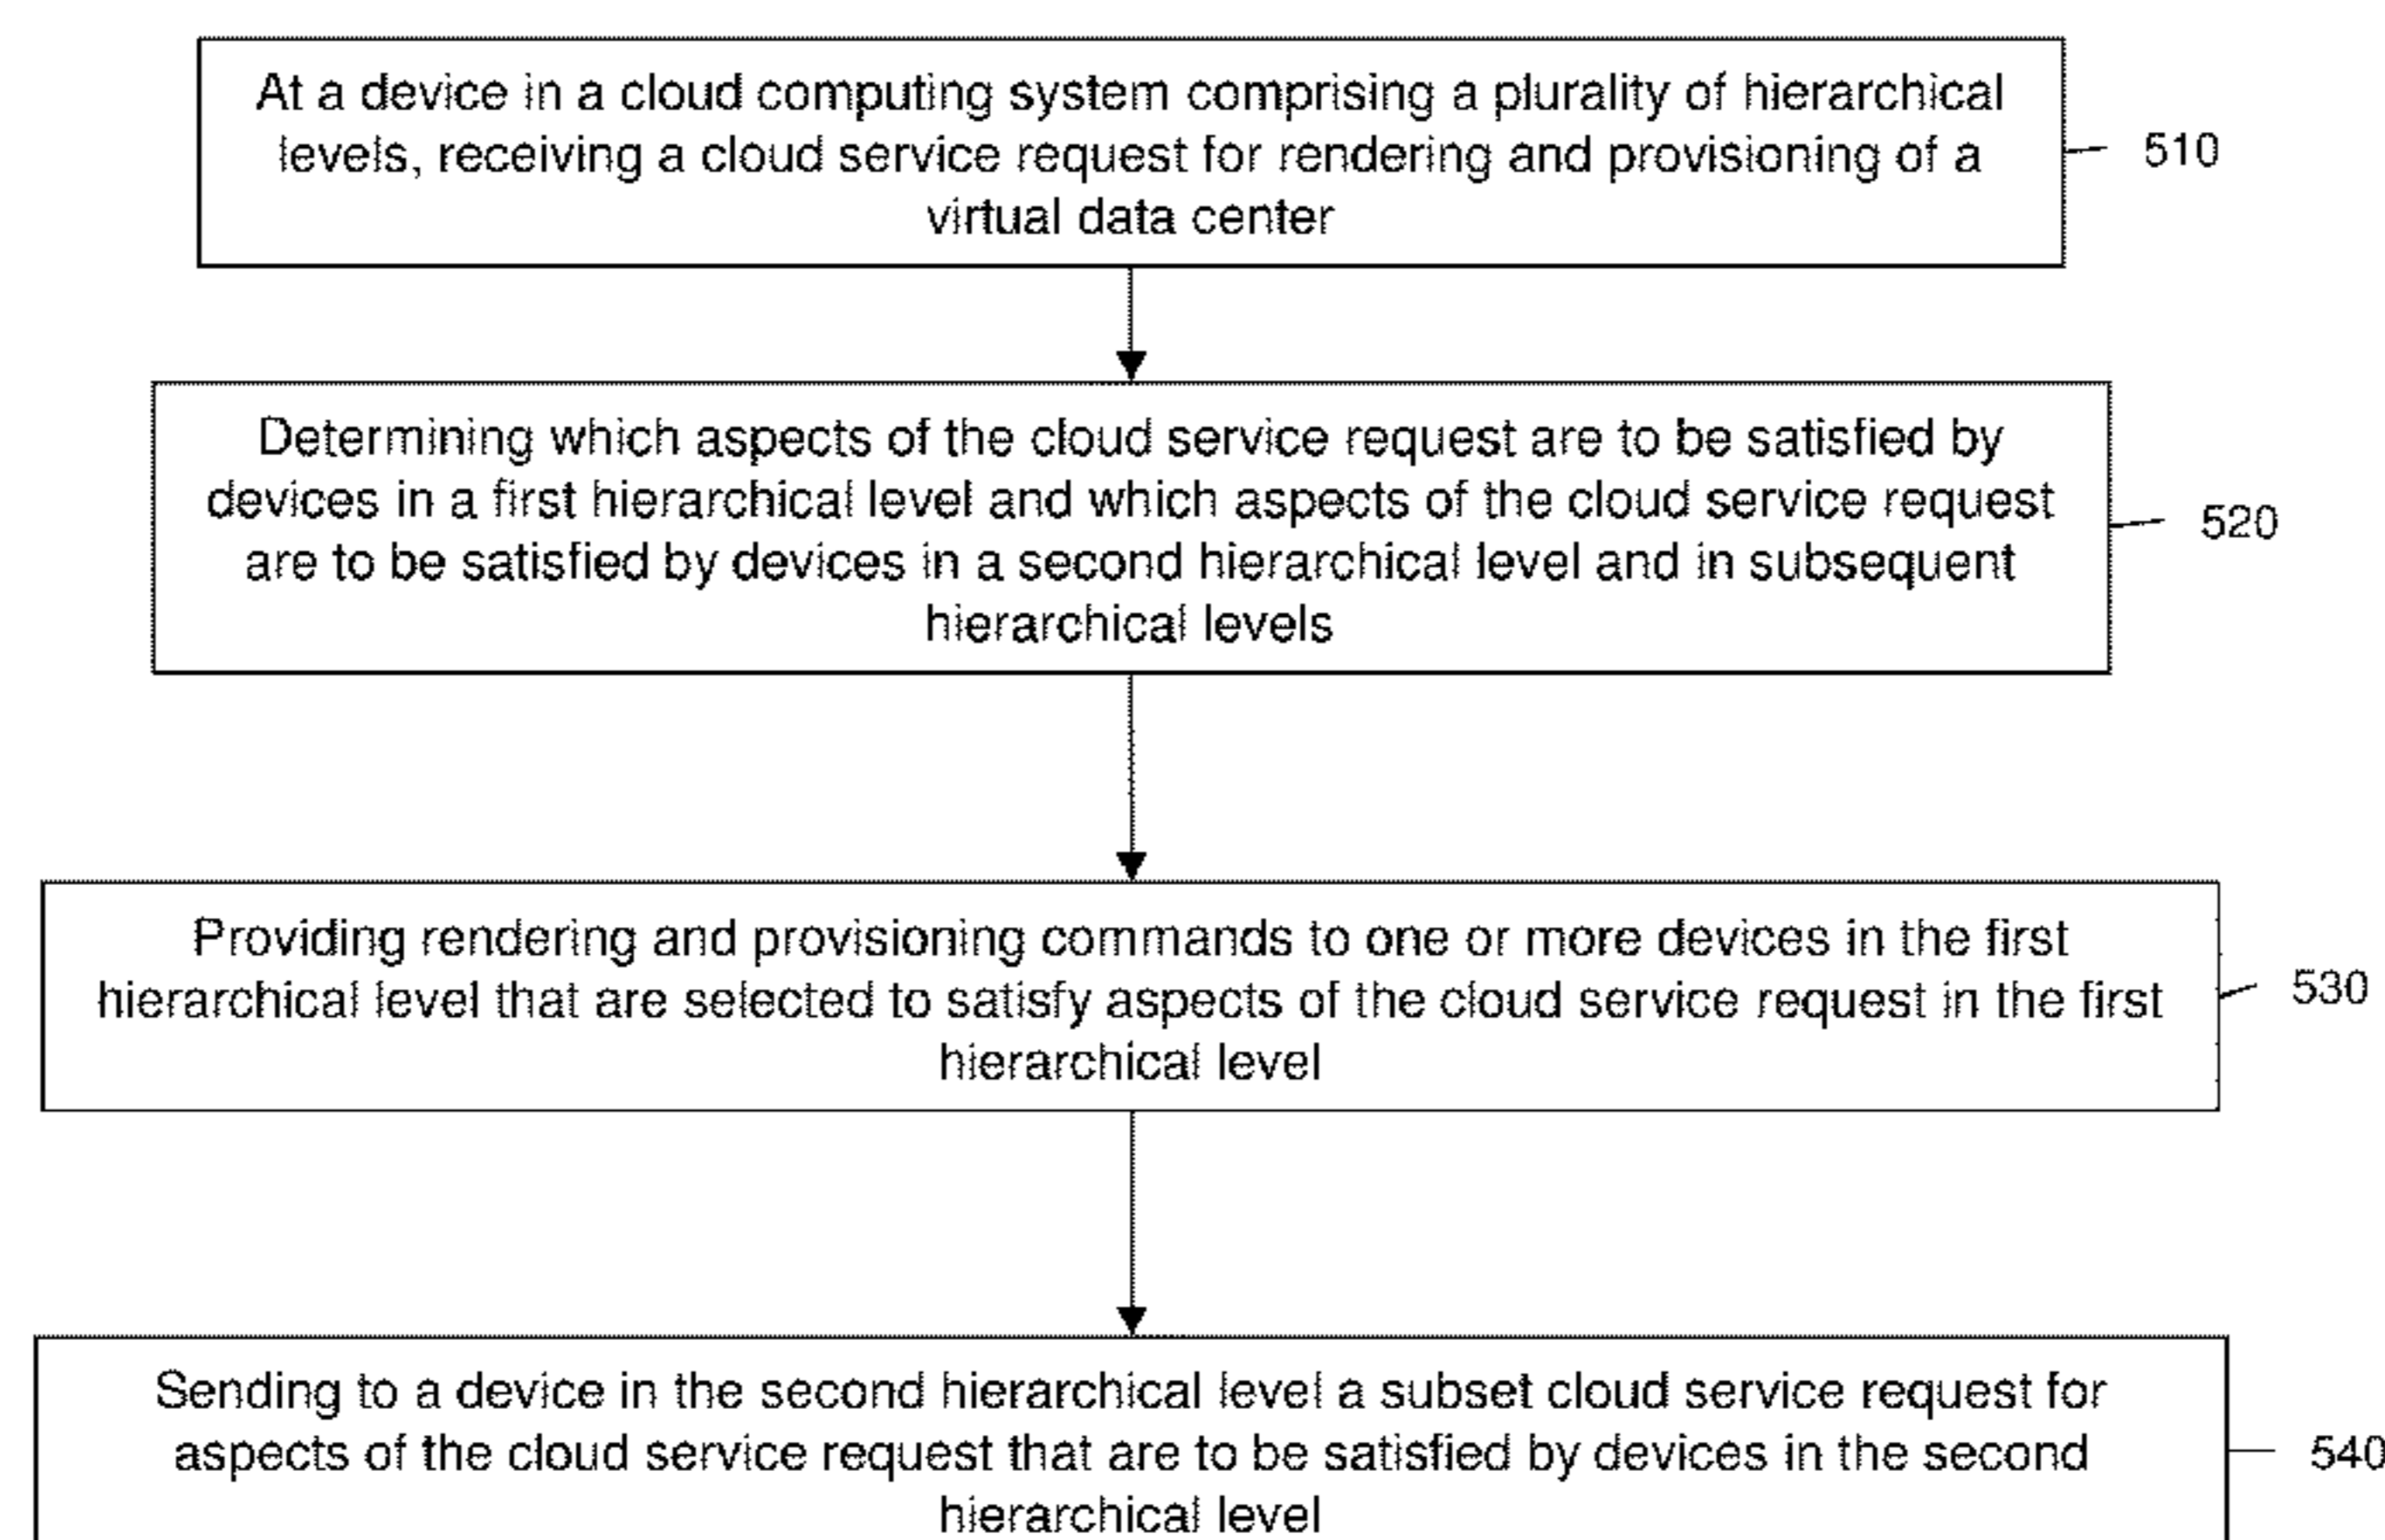 At a device in a cloud computing system comprising a plurality of hierarchical
levels, receiving a cloud service request for rendering and provisioning of a
virtual data center
510
Determining which aspects of the cloud service request are to be satisfied by
devices in a first hierarchical level and which aspects of the cloud service request
are to be satisfied by devices in a second hierarchical level and in subsequent
hierarchical levels
520
Providing rendering and provisioning commands to one or more devices in the first
hierarchical level that are selected to satisfy aspects of the cloud service request in the first
hierarchical level
530
Sending to a device in the second hierarchical level a subset cloud service request for
aspects of the cloud service request that are to be satisfied by devices in the second
hierarchical level
540